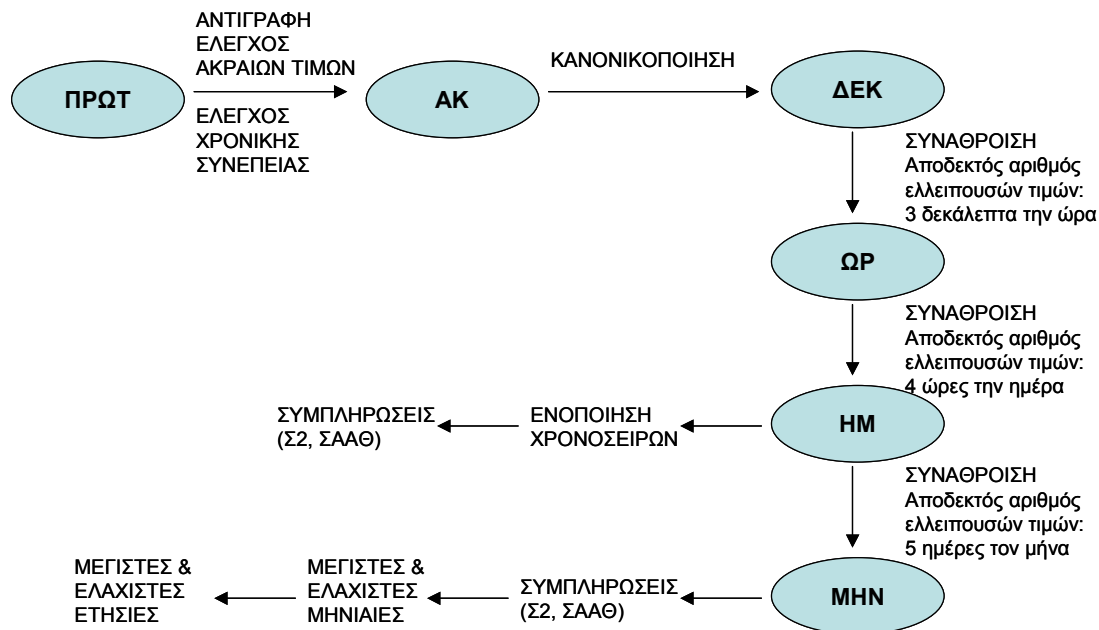 ΑΝΤΙΓΡΑΦΗ
ΕΛΕΓΧΟΣ
ΑΚΡΑΙΩΝ ΤΙΜΩΝ
ΠΡΩΤ
ΕΛΕΓΧΟΣ
ΧΡΟΝΙΚΗΣ
ΣΥΝΕΠΕΙΑΣ
ΑΚ
ΚΑΝΟΝΙΚΟΠΟΙΗΣΗ
ΔΕΚ
ΣΥΝΑΘΡΟΙΣΗ
Αποδεκτός αριθμός
ελλειπουσών τιμών:
3 δεκάλεπτα την ώρα
ΩΡ
ΣΥΝΑΘΡΟΙΣΗ
Αποδεκτός αριθμός
ελλειπουσών τιμών:
4 ώρες την ημέρα
ΗΜ
ΕΝΟΠΟΙΗΣΗ
ΧΡΟΝΟΣΕΙΡΩΝ
ΣΥΜΠΛΗΡΩΣΕΙΣ
(Σ2, ΣΑΑΘ)
ΣΥΝΑΘΡΟΙΣΗ
Αποδεκτός αριθμός
ελλειπουσών τιμών:
5 ημέρες τον μήνα
ΜΗΝ
ΣΥΜΠΛΗΡΩΣΕΙΣ
(Σ2, ΣΑΑΘ)
ΜΕΓΙΣΤΕΣ &
ΕΛΑΧΙΣΤΕΣ
ΜΗΝΙΑΙΕΣ
ΜΕΓΙΣΤΕΣ &
ΕΛΑΧΙΣΤΕΣ
ΕΤΗΣΙΕΣ